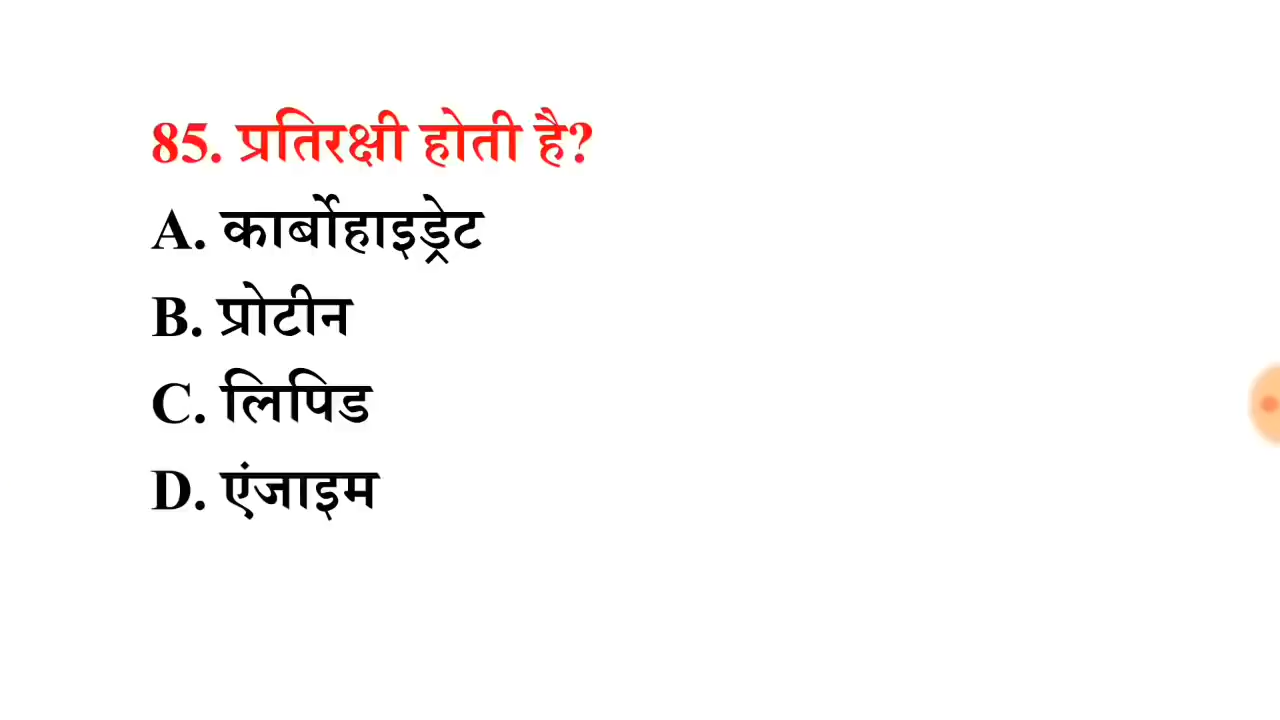 85. प्रतिरक्षी होती है?
A. कार्बोहाइड्रेट
B. प्रोटीन
C. लिपिड
D. एंजाइम